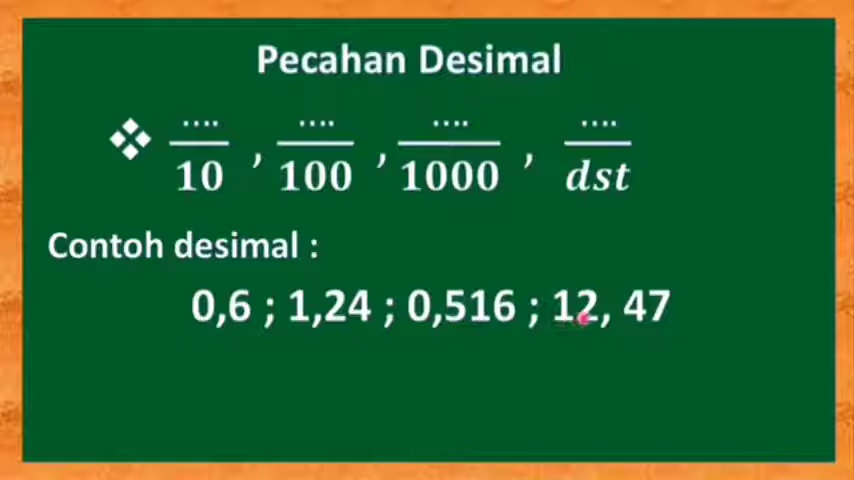 Pecahan Desimal
❖ ..../10 , ..../100 , ..../1000 , ..../dst
Contoh desimal :
0,6 ; 1,24 ; 0,516 ; 12, 47